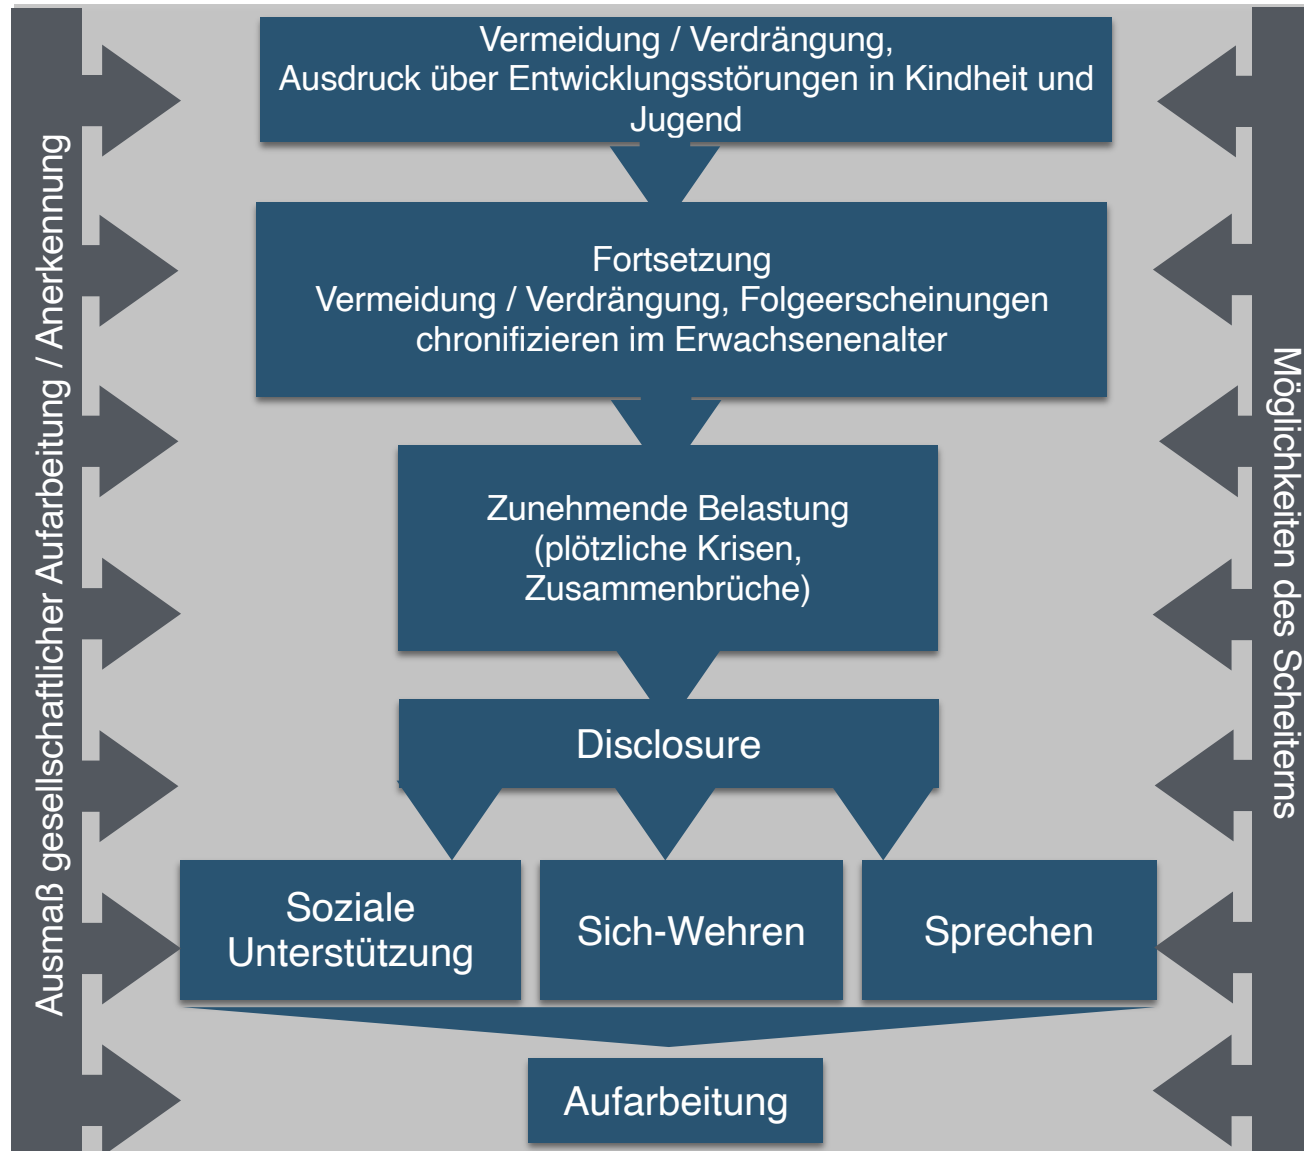 Vermeidung / Verdrängung,
Ausdruck über Entwicklungsstörungen in Kindheit und
Jugend
Fortsetzung
Vermeidung / Verdrängung, Folgeerscheinungen
chronifizieren im Erwachsenenalter
Zunehmende Belastung
(plötzliche Krisen,
Zusammenbrüche)
Disclosure
Soziale
Unterstützung
Sich-Wehren
Sprechen
Aufarbeitung
Ausmaß gesellschaftlicher Aufarbeitung / Anerkennung
Möglichkeiten des Scheiterns